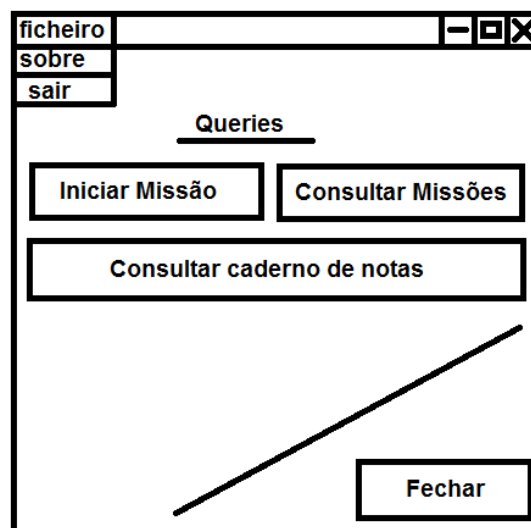 ficheiro
sobre
sair
Queries
Iniciar Missão
Consultar Missões
Consultar caderno de notas
Fechar